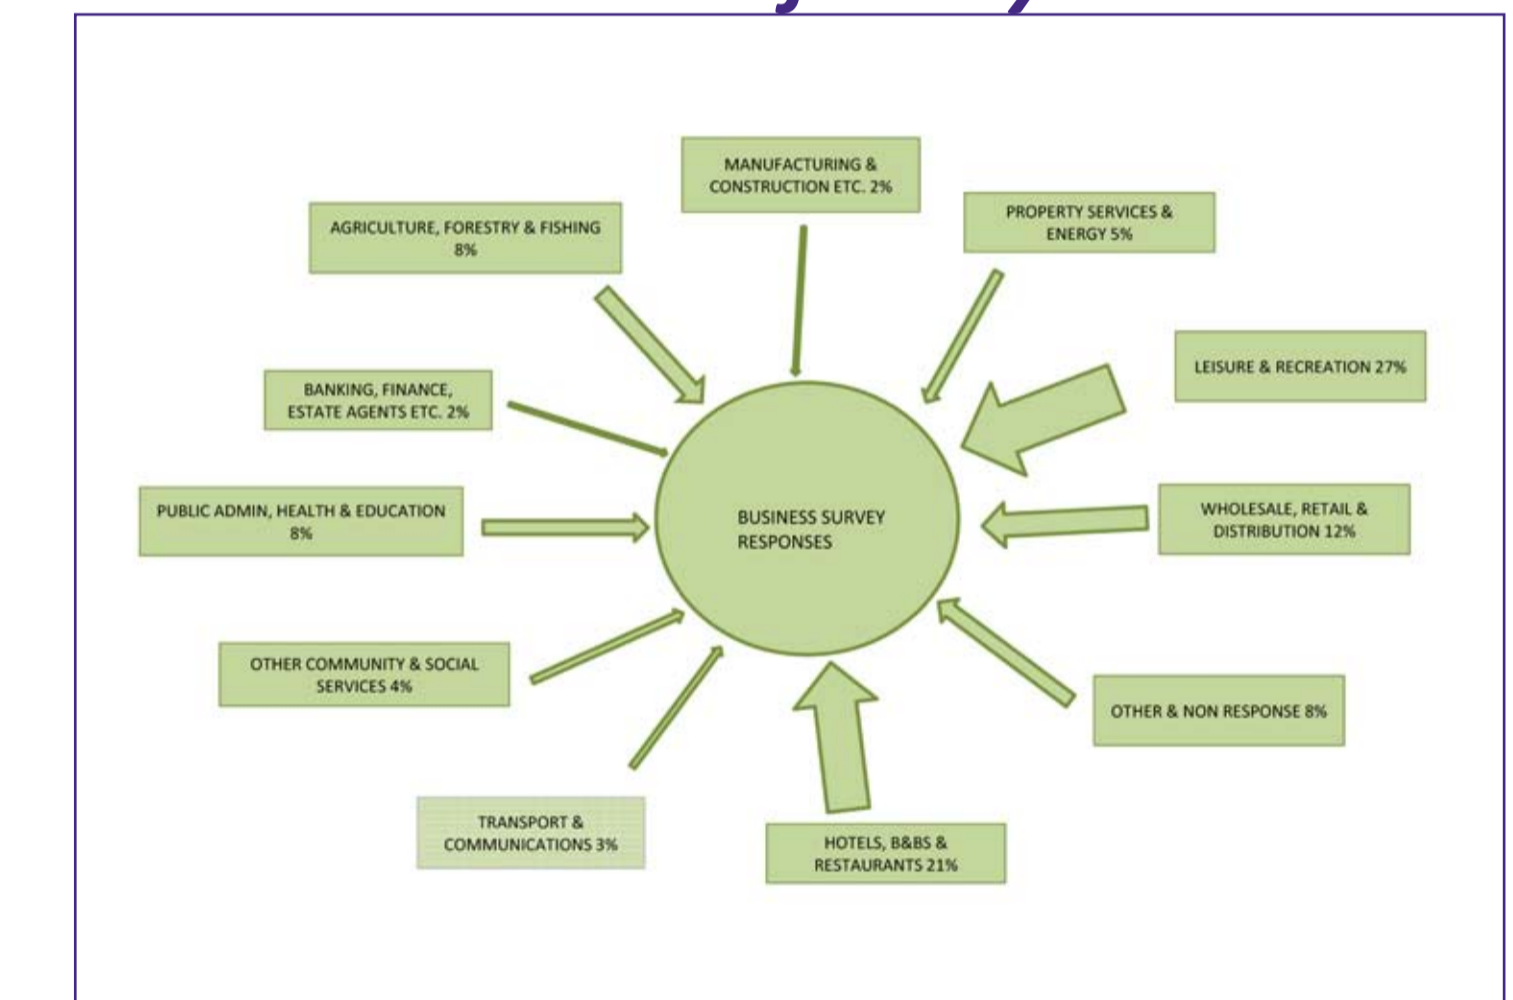 MANUFACTURING &
CONSTRUCTION ETC. 2%
PROPERTY SERVICES &
ENERGY 5%
AGRICULTURE, FORESTRY & FISHING
8%
LEISURE & RECREATION 27%
BANKING, FINANCE,
ESTATE AGENTS ETC. 2%
WHOLESALE, RETAIL &
DISTRIBUTION 12%
PUBLIC ADMIN, HEALTH & EDUCATION
8%
BUSINESS SURVEY
RESPONSES
OTHER COMMUNITY & SOCIAL
SERVICES 4%
OTHER & NON RESPONSE 8%
TRANSPORT &
COMMUNICATIONS 3%
HOTELS, B&BS &
RESTAURANTS 21%